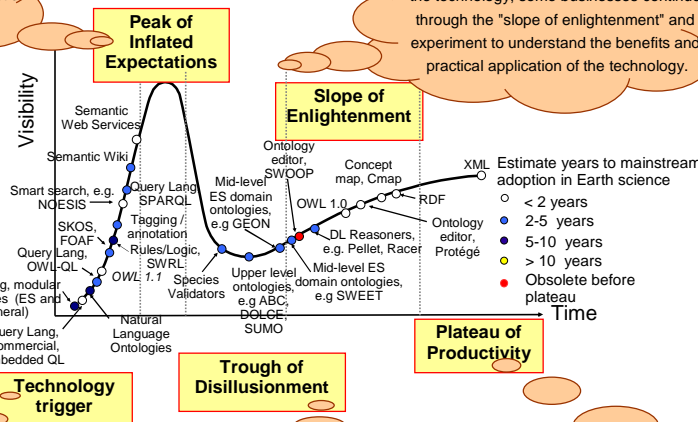 the technology, some businesses continue
through the "slope of enlightenment" and
experiment to understand the benefits and
practical application of the technology.
Peak of
Inflated
Expectations
Visibility
Slope of
Enlightenment
Semantic
Web Services
Semantic Wiki
Smart search, e.g.
NOESIS
Query Lang,
SPARQL
Tagging /
annotation
SKOS,
FOAF
Rules/Logic,
SWRL
Query Lang,
OWL-QL
OWL 1.1
modular
(ES and
Query Lang,
QL
Natural
Language
Ontologies
Species
Validators
Mid-level
ES domain
ontologies,
e.g GEON
Upper level
ontologies,
e.g ABC,
DOLCE,
SUMO
Ontology
editor,
SWOOP
Mid-level ES
domain ontologies,
e.g SWEET
DL Reasoners,
e.g. Pellet, Racer
OWL 1.0
Concept
map, Cmap
RDF
Ontology
editor,
Protégé
XML
Estimate years to mainstream
adoption in Earth science
< 2 years
2-5 years
5-10 years
> 10 years
Obsolete before
plateau
Time
Technology
trigger
Trough of
Disillusionment
Plateau of
Productivity